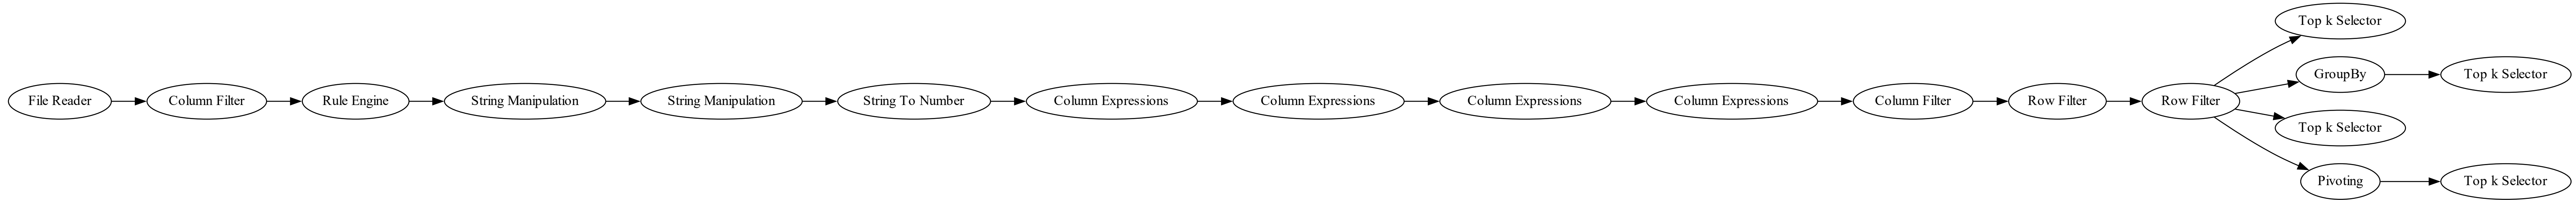 File Reader
Column Filter
Rule Engine
String Manipulation
String Manipulation
String To Number
Column Expressions
Column Expressions
Column Expressions
Column Expressions
Column Filter
Row Filter
Row Filter
Top k Selector
GroupBy
Top k Selector
Top k Selector
Pivoting
Top k Selector